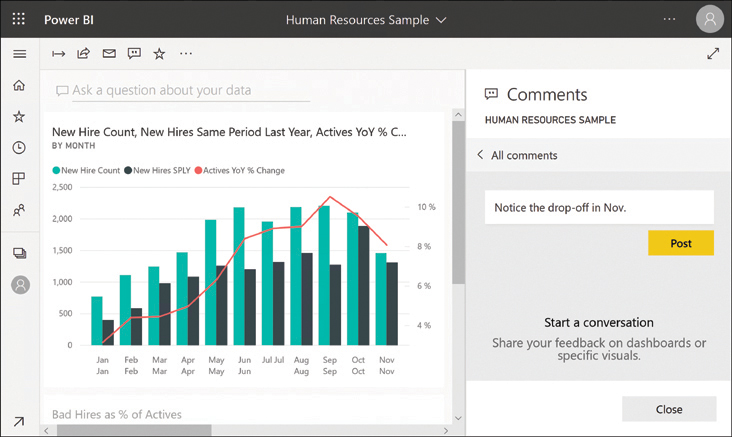 Power BI
Human Resources Sample
Ask a question about your data
New Hire Count, New Hires Same Period Last Year, Actives YoY % C...
BY MONTH
New Hire Count New Hires SPLY Actives YoY % Change
2,500
2,000
1,500
1,000
500
0
10 %
8 %
6 %
4 %
Jan Feb Mar Apr May Jun Jul Jul Aug Sep Oct Nov
Jan Feb Mar Apr May Jun Aug Sep Oct Nov
Bad Hires as % of Actives
Comments
HUMAN RESOURCES SAMPLE
All comments
Notice the drop-off in Nov.
Post
Start a conversation
Share your feedback on dashboards or
specific visuals.
Close